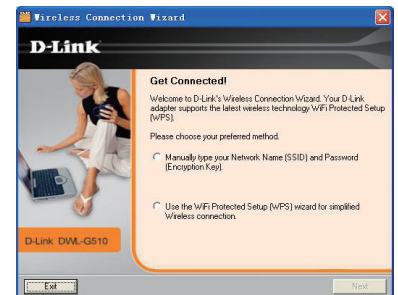 Wireless Connection Wizard
D-Link
Get Connected!
Welcome to D-Link's Wireless Connection Wizard. Your D-Link
adapter supports the latest wireless technology WiFi Protected Setup
(WPS).
Please choose your preferred method.
Manually type your Network Name (SSID) and Password
(Encryption Key).
Use the WiFi Protected Setup (WPS) wizard for simplified
Wireless connection.
D-Link DWL-G510
Exit
Next